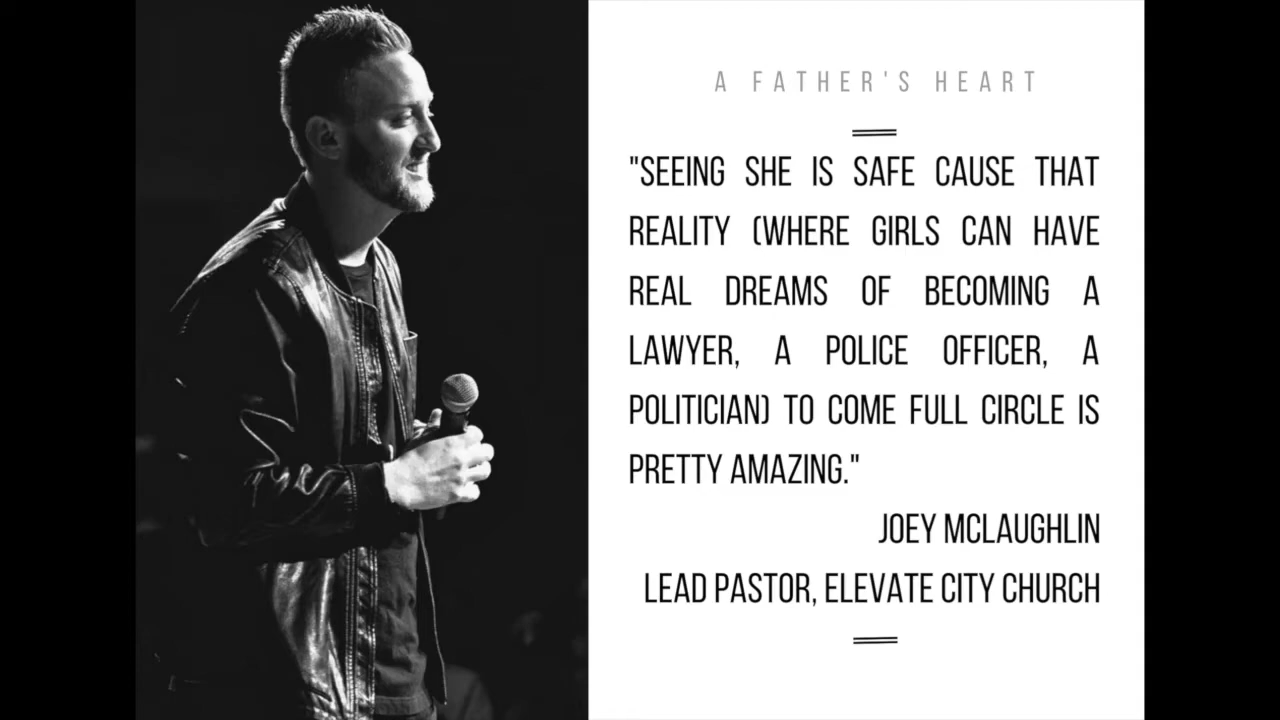 A FATHER'S HEART
"SEEING SHE IS SAFE CAUSE THAT
REALITY (WHERE GIRLS CAN HAVE
REAL DREAMS OF BECOMING A
LAWYER, A POLICE OFFICER, A
POLITICIAN) TO COME FULL CIRCLE IS
PRETTY AMAZING."
JOEY MCLAUGHLIN
LEAD PASTOR, ELEVATE CITY CHURCH